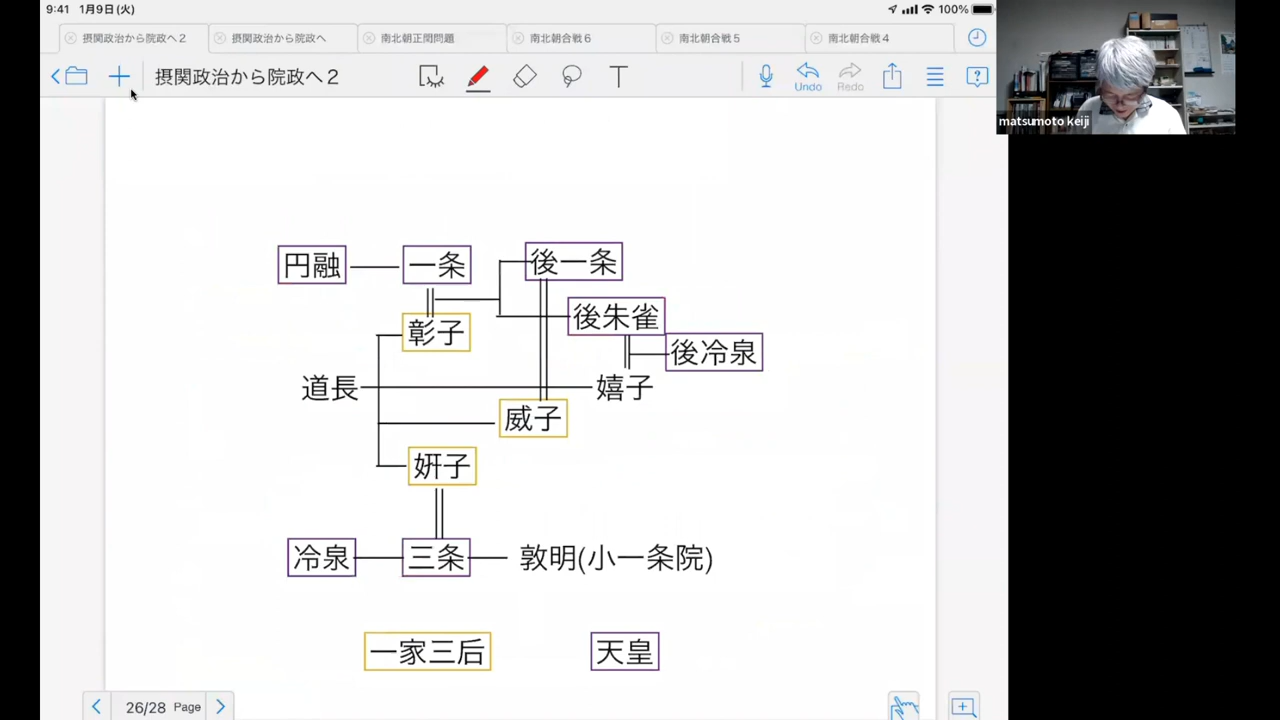 9:41 1月9日(火)
100%
摂関政治から院政へ２
摂関政治から院政へ
南北朝正閏問題
南北朝合戦６
南北朝合戦５
南北朝合戦４
摂関政治から院政へ２
T
Undo
Redo
matsumoto keiji
円融
一条
後一条
後朱雀
彰子
後冷泉
道長
嬉子
威子
妍子
冷泉
三条
敦明(小一条院)
一家三后
天皇
26/28 Page